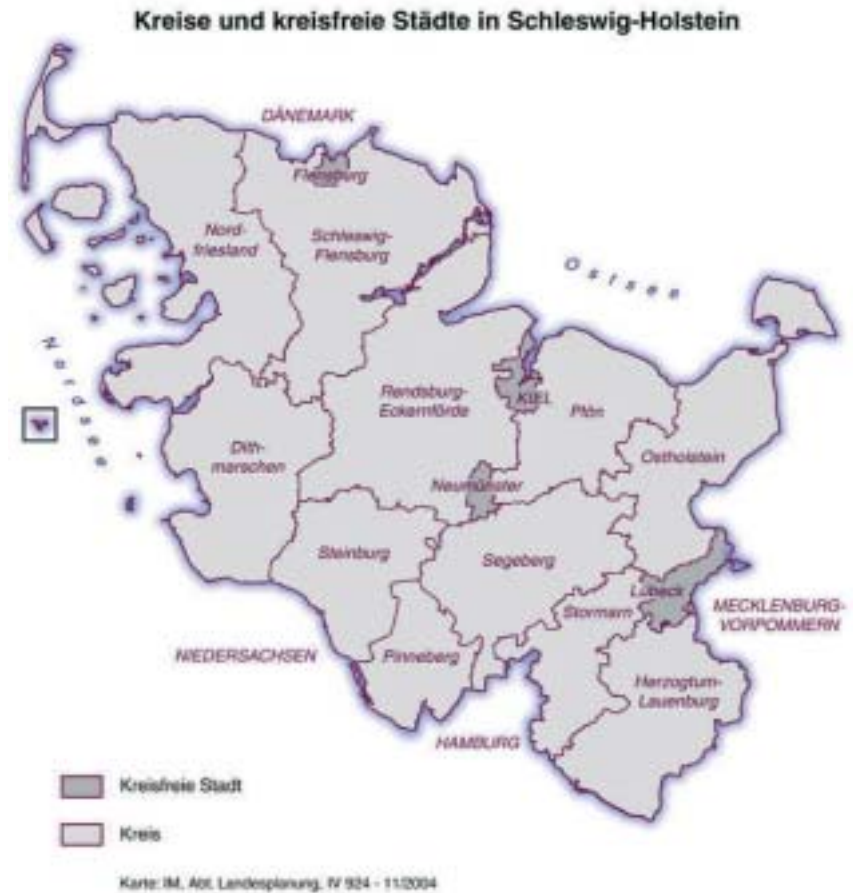 Kreise und kreisfreie Städte in Schleswig-Holstein
DÄNEMARK
Flensburg
Nord-
friesland
Schleswig-
Flensburg
Ostsee
Nordsee
Rendsburg-
Eckernförde
KIEL
Plön
Dith-
marschen
Ostholstein
Neumünster
Steinburg
Segeberg
Lübeck
Stormarn
MECKLENBURG-
VORPOMMERN
NIEDERSACHSEN
Pinneberg
Herzogtum-
Lauenburg
HAMBURG
Kreisfreie Stadt
Kreis
Karte: IM, Abt. Landesplanung, IV 924 - 11/2004